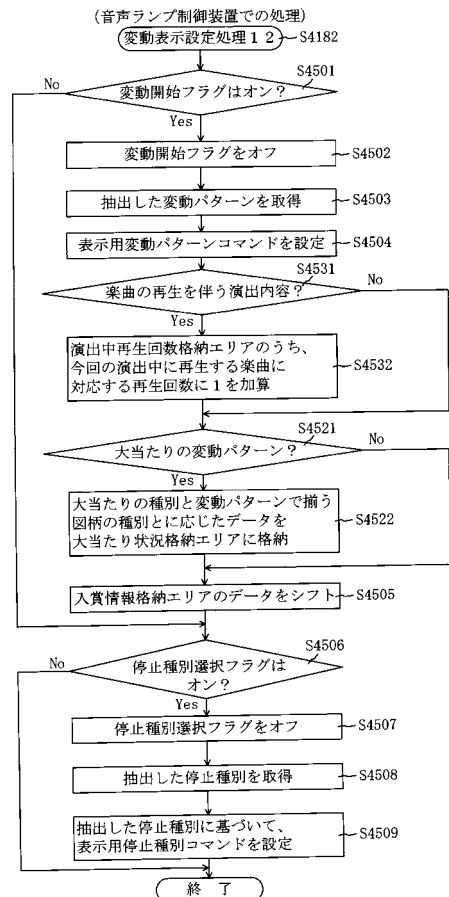 (音声ランプ制御装置での処理)
変動表示設定処理12
S4182
S4501
No
変動開始フラグはオン?
Yes
変動開始フラグをオフ
S4502
抽出した変動パターンを取得
S4503
表示用変動パターンコマンドを設定
S4504
S4531
No
楽曲の再生を伴う演出内容?
Yes
演出中再生回数格納エリアのうち、
今回の演出中に再生する楽曲に
対応する再生回数に1を加算
S4532
S4521
No
大当たりの変動パターン?
Yes
大当たりの種別と変動パターンで揃う
図柄の種別とに応じたデータを
大当たり状況格納エリアに格納
S4522
入賞情報格納エリアのデータをシフト
S4505
S4506
No
停止種別選択フラグは
オン?
Yes
停止種別選択フラグをオフ
S4507
抽出した停止種別を取得
S4508
抽出した停止種別に基づいて、
表示用停止種別コマンドを設定
S4509
終了